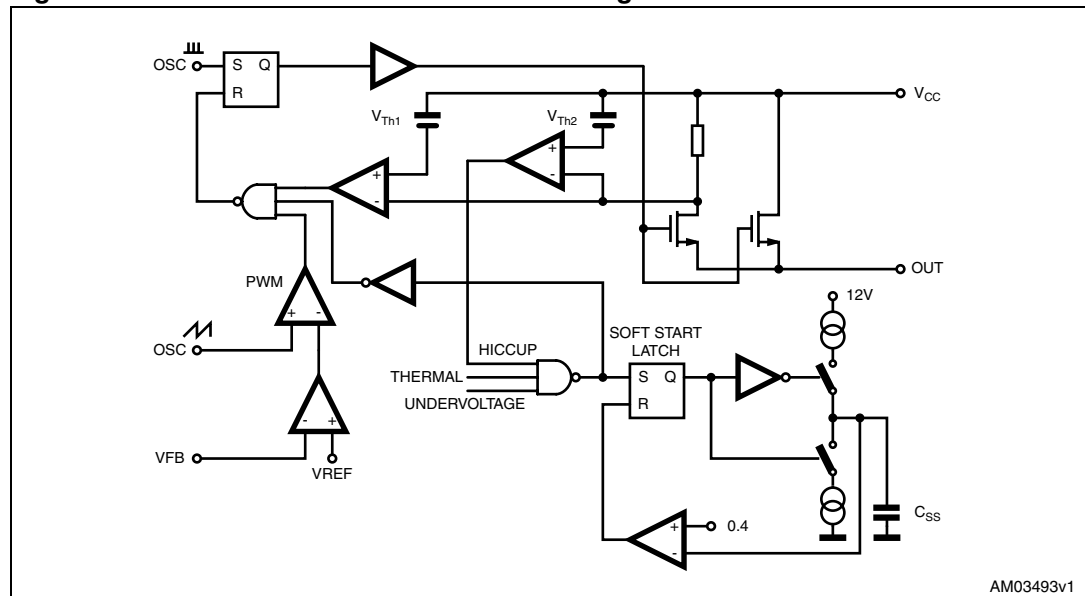 OSC
S Q
R
V_Th1
V_Th2
V_CC
+
-
+
-
OUT
PWM
+ -
OSC
12V
SOFT START
LATCH
HICCUP
THERMAL
UNDERVOLTAGE
S Q
R
- +
VFB
VREF
+
-
0.4
C_SS
AM03493v1